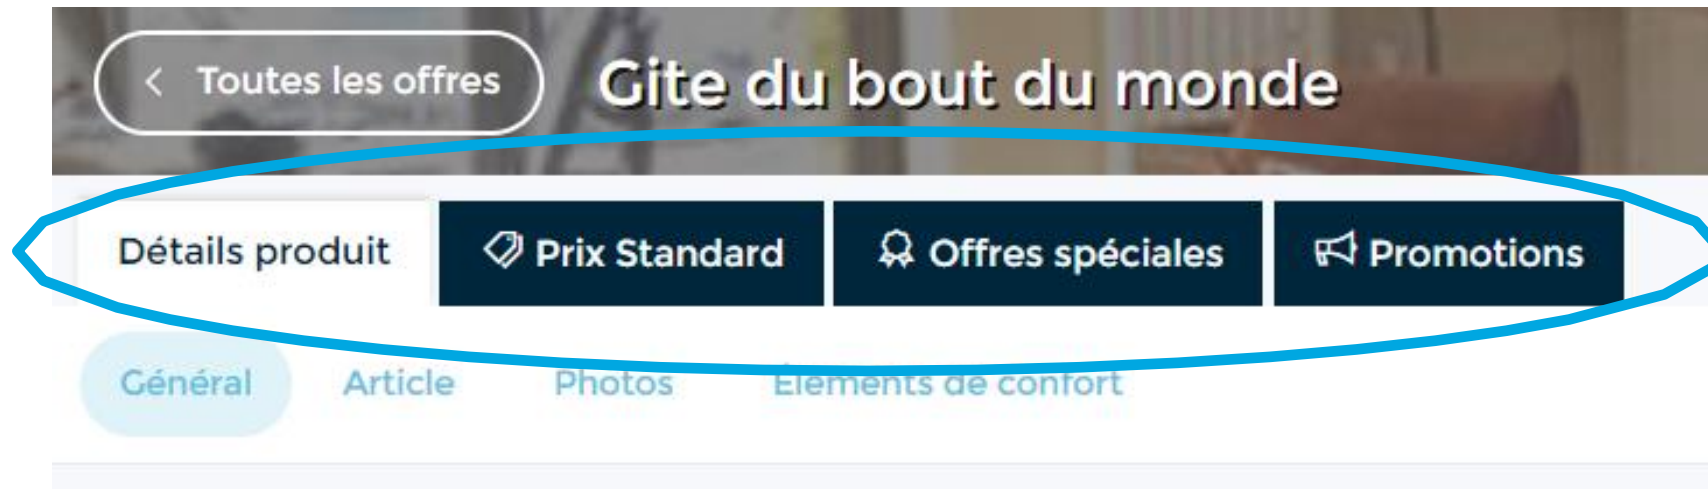 Toutes les offres Gite du bout du monde
Détails produit Prix Standard Offres spéciales Promotions
Général Article Photos Éléments de confort